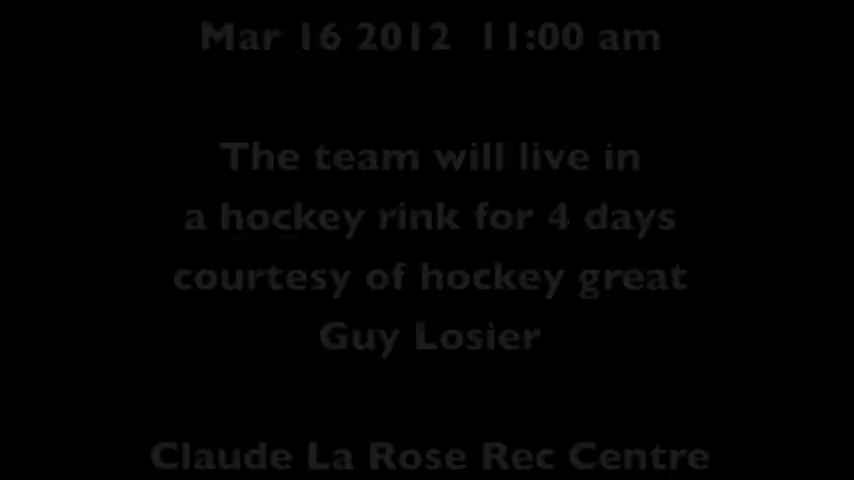 Mar 16 2012 11:00 am
The team will live in
a hockey rink for 4 days
courtesy of hockey great
Guy Losier
Claude La Rose Rec Centre